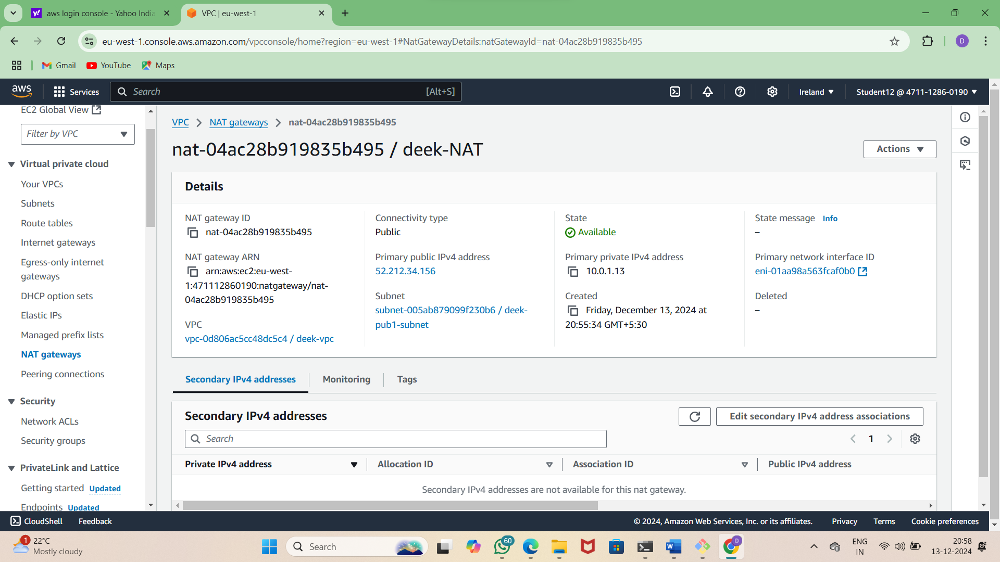 aws login console - Yahoo India
VPC | eu-west-1
eu-west-1.console.aws.amazon.com/vpcconsole/home?region=eu-west-1#NatGatewayDetails:natGatewayId=nat-04ac28b919835b495
D
Gmail
YouTube
Maps
aws
Services
Search
[Alt+S]
Ireland
Student12 @ 4711-1286-0190
EC2 Global View
Filter by VPC
Virtual private cloud
Your VPCs
Subnets
Route tables
Internet gateways
Egress-only internet
gateways
DHCP option sets
Elastic IPs
Managed prefix lists
NAT gateways
Peering connections
Security
Network ACLs
Security groups
PrivateLink and Lattice
Getting started Updated
Endpoints Updated
VPC
NAT gateways
nat-04ac28b919835b495
nat-04ac28b919835b495 / deek-NAT
Actions
Details
NAT gateway ID
nat-04ac28b919835b495
NAT gateway ARN
arn:aws:ec2:eu-west-
1:471112860190:natgateway/nat-
04ac28b919835b495
VPC
vpc-0d806ac5cc48dc5c4 / deek-vpc
Connectivity type
Public
Primary public IPv4 address
52.212.34.156
Subnet
subnet-005ab879099f230b6 / deek-
pub1-subnet
State
Available
Primary private IPv4 address
10.0.1.13
Created
Friday, December 13, 2024 at
20:55:34 GMT+5:30
State message Info
–
Primary network interface ID
eni-01aa98a563fcaf0b0
Deleted
–
Secondary IPv4 addresses
Monitoring
Tags
Secondary IPv4 addresses
Edit secondary IPv4 address associations
Search
1
Private IPv4 address
Allocation ID
Association ID
Public IPv4 address
Secondary IPv4 addresses are not available for this nat gateway.
CloudShell
Feedback
© 2024, Amazon Web Services, Inc. or its affiliates.
Privacy
Terms
Cookie preferences
1
22°C
Mostly cloudy
Search
60
W
D
ENG
IN
20:58
13-12-2024